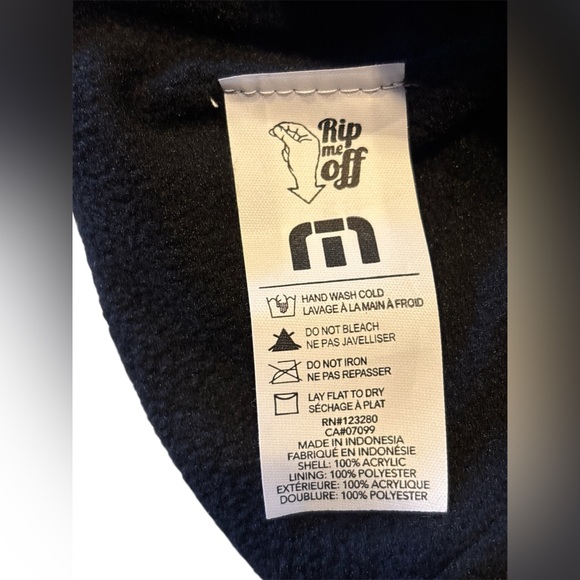 Rip
me
off
HAND WASH COLD
LAVAGE À LA MAIN À FROID
DO NOT BLEACH
NE PAS JAVELLISER
DO NOT IRON
NE PAS REPASSER
LAY FLAT TO DRY
SÉCHAGE À PLAT
RN#123280
CA#07099
MADE IN INDONESIA
FABRIQUÉ EN INDONÉSIE
SHELL: 100% ACRYLIC
LINING: 100% POLYESTER
EXTÉRIEURE: 100% ACRYLIQUE
DOUBLURE: 100% POLYESTER